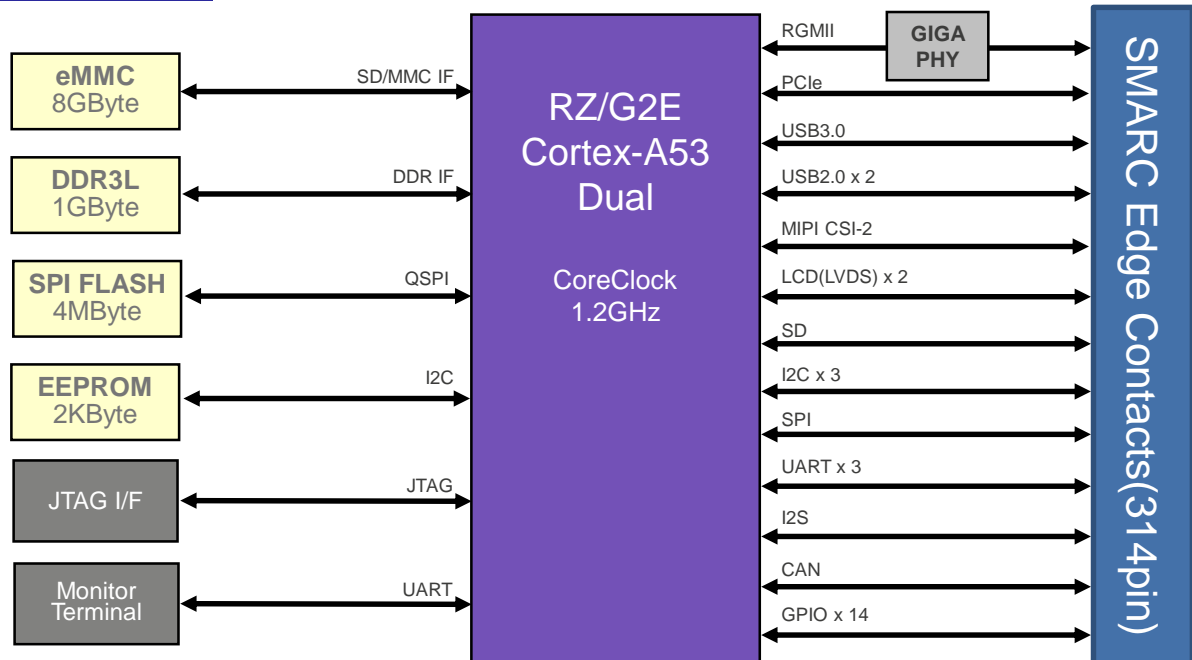 eMMC
8GByte
SD/MMC IF
DDR3L
1GByte
DDR IF
SPI FLASH
4MByte
QSPI
EEPROM
2KByte
I2C
JTAG I/F
JTAG
Monitor
Terminal
UART
RZ/G2E
Cortex-A53
Dual
CoreClock
1.2GHz
RGMII
GIGA
PHY
PCIe
USB3.0
USB2.0 x 2
MIPI CSI-2
LCD(LVDS) x 2
SD
I2C x 3
SPI
UART x 3
I2S
CAN
GPIO x 14
SMARC Edge Contacts(314pin)